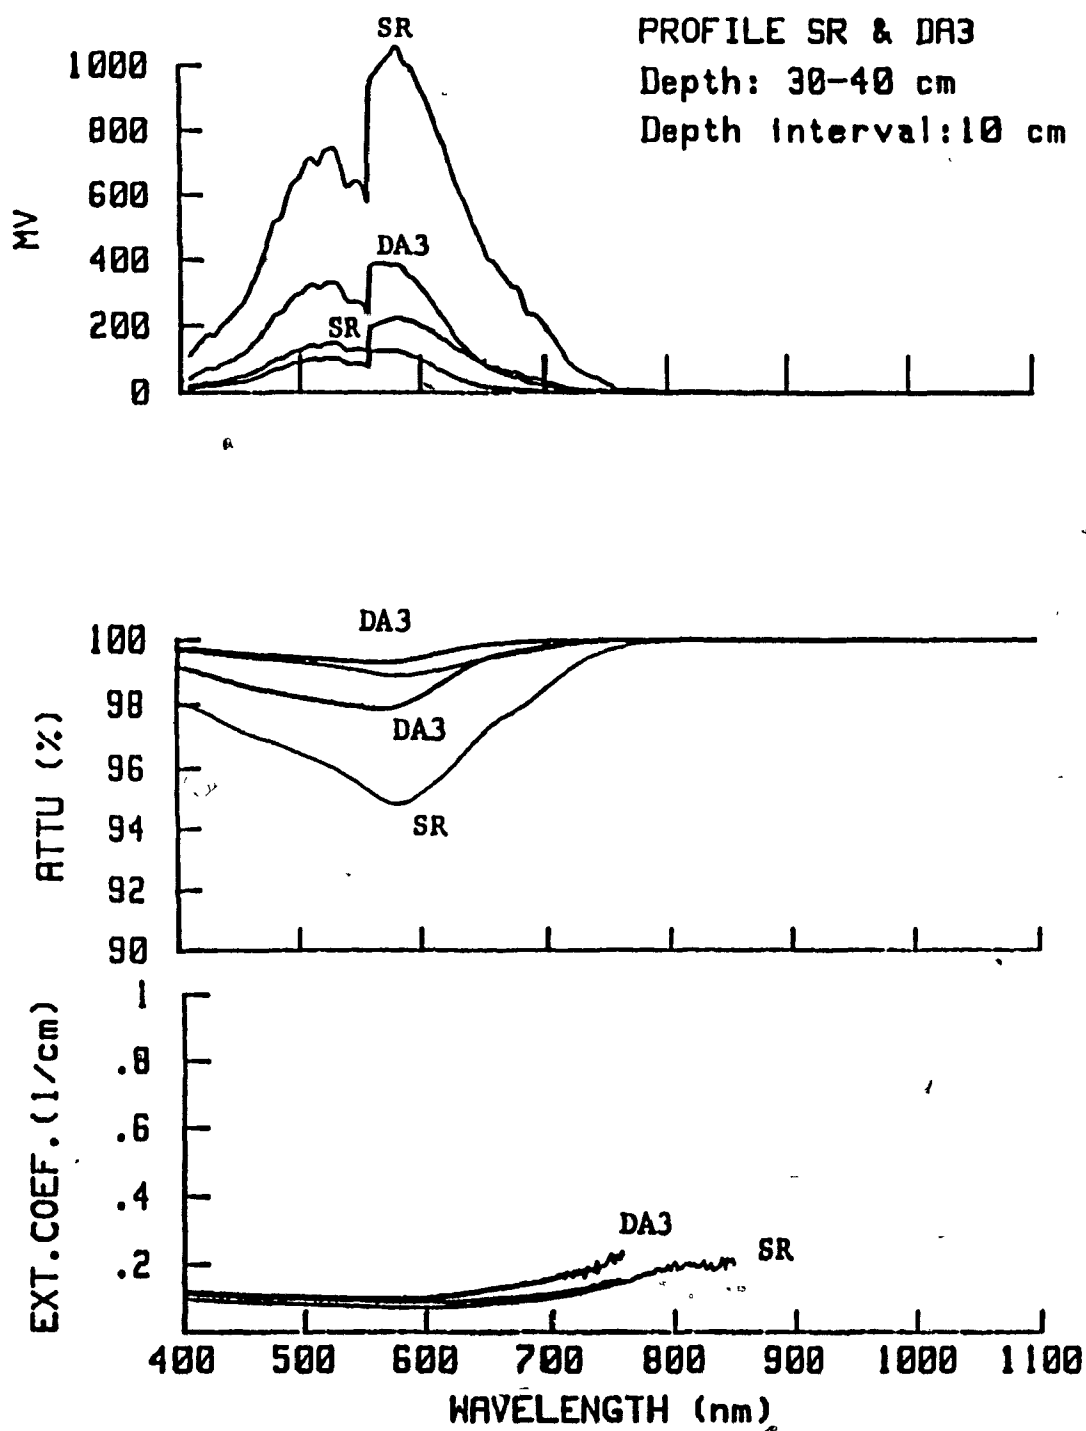 PROFILE SR & DA3
Depth: 30-40 cm
Depth interval:10 cm
SR
1000
800
600
400
200
0
MV
DA3
SR
DA3
100
98
96
94
92
90
ATTU (%)
DA3
SR
1
.8
.6
.4
.2
EXT.COEF.(1/cm)
DA3
SR
400 500 600 700 800 900 1000 1100
WAVELENGTH (nm)